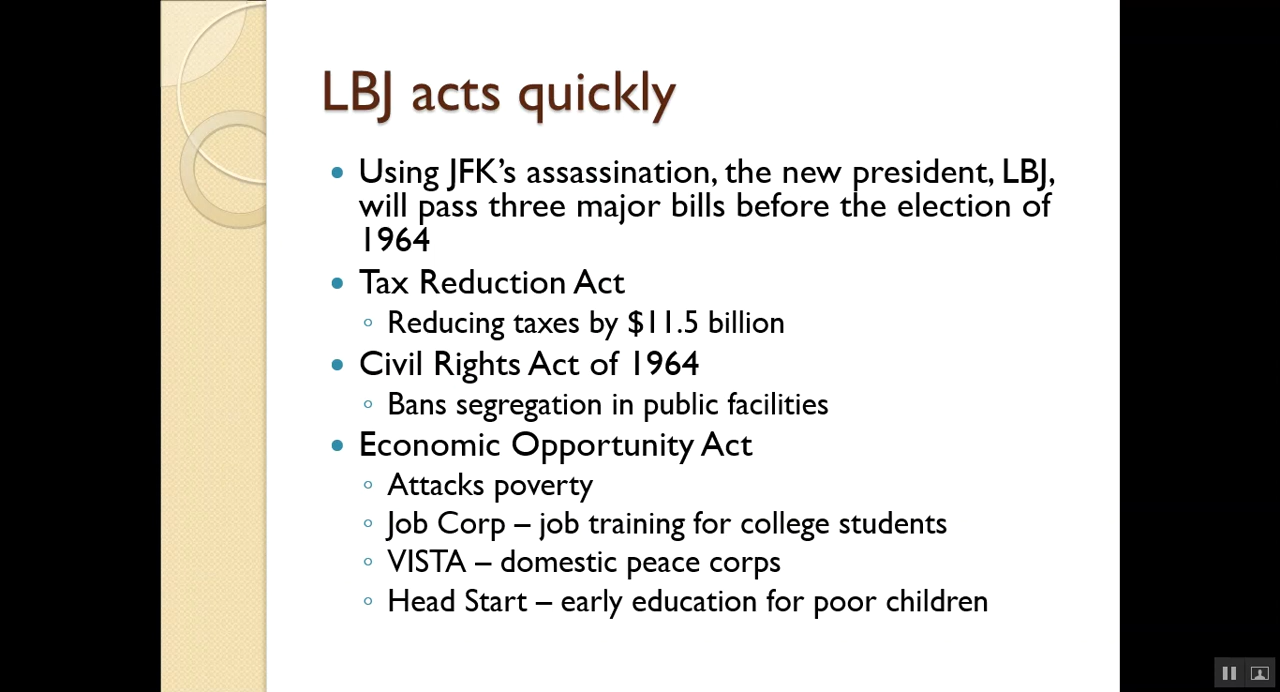 LBJ acts quickly
Using JFK’s assassination, the new president, LBJ,
will pass three major bills before the election of
1964
Tax Reduction Act
Reducing taxes by $11.5 billion
Civil Rights Act of 1964
Bans segregation in public facilities
Economic Opportunity Act
Attacks poverty
Job Corp – job training for college students
VISTA – domestic peace corps
Head Start – early education for poor children